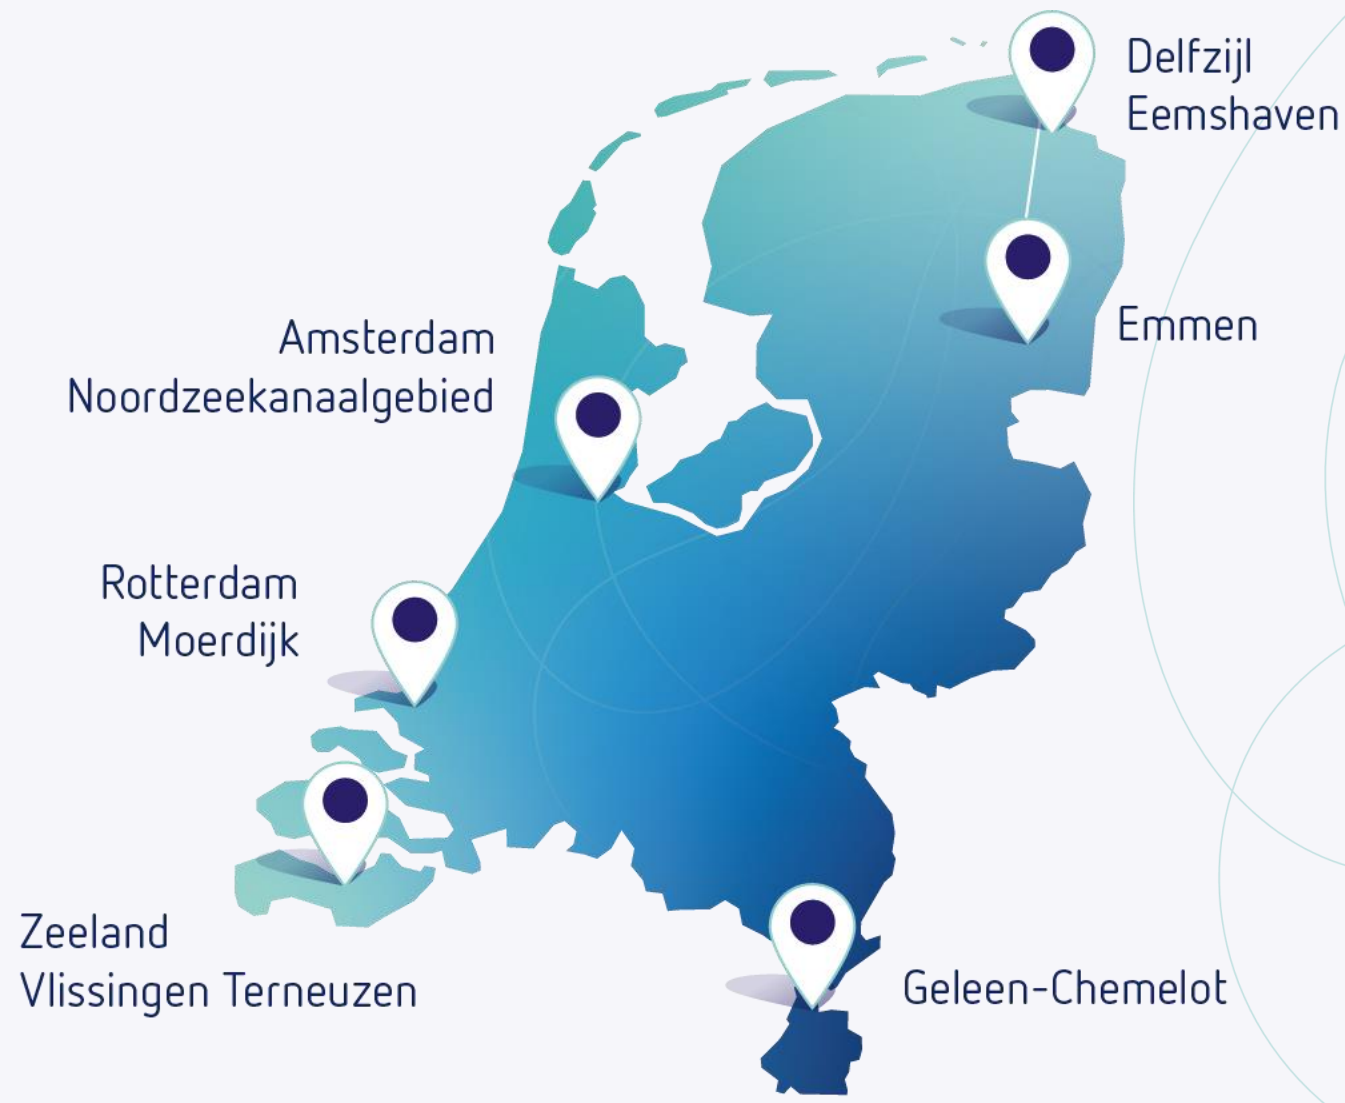 Delfzijl
Eemshaven
Emmen
Amsterdam
Noordzeekanaalgebied
Rotterdam
Moerdijk
Zeeland
Vlissingen Terneuzen
Geleen-Chemelot